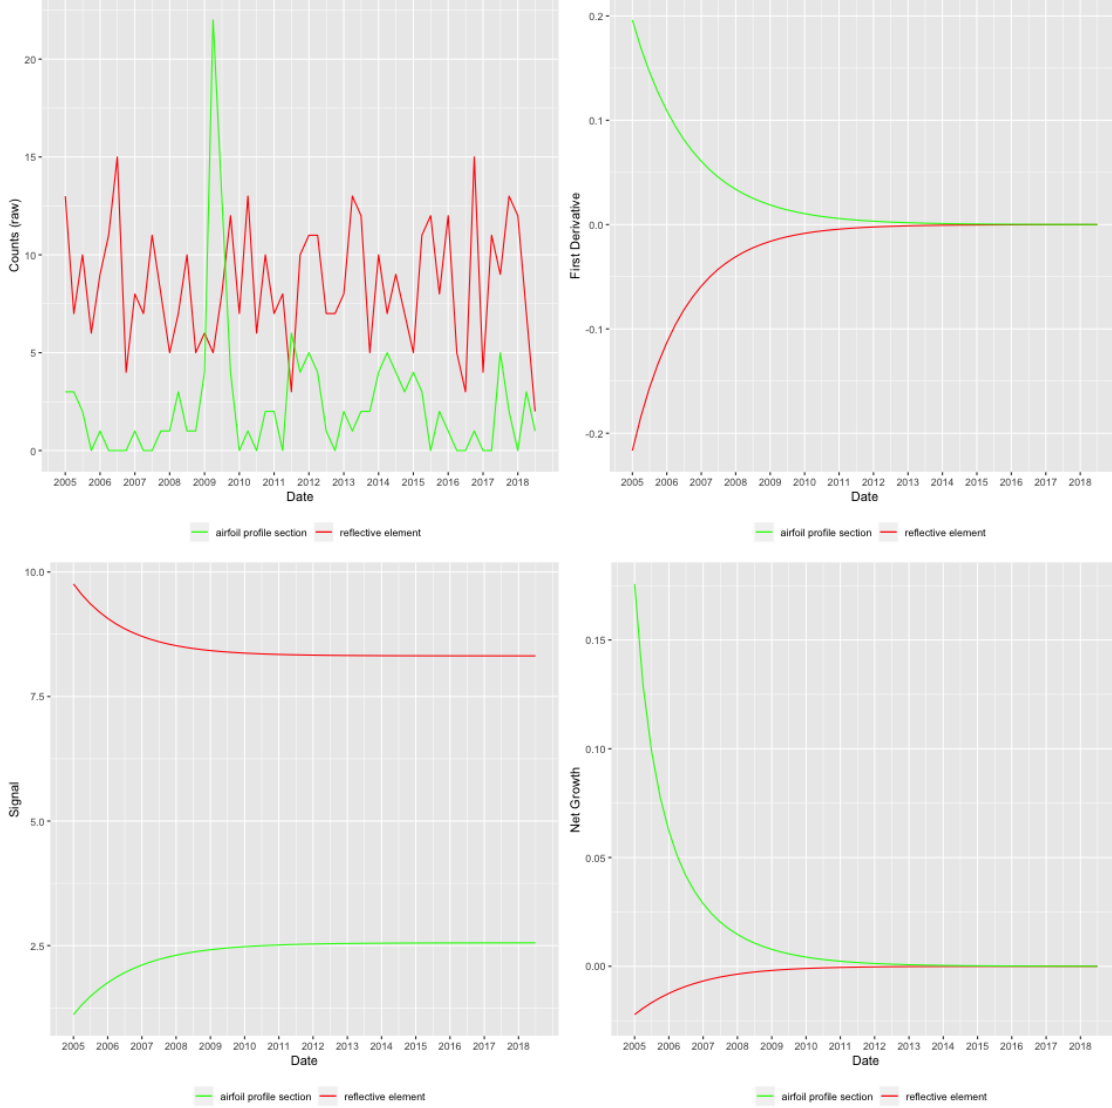 Counts (raw)
20
15
10
5
0
2005 2006 2007 2008 2009 2010 2011 2012 2013 2014 2015 2016 2017 2018
Date
airfoil profile section reflective element
First Derivative
0.2
0.1
0.0
-0.1
-0.2
2005 2006 2007 2008 2009 2010 2011 2012 2013 2014 2015 2016 2017 2018
Date
airfoil profile section reflective element
Signal
10.0
7.5
5.0
2.5
2005 2006 2007 2008 2009 2010 2011 2012 2013 2014 2015 2016 2017 2018
Date
airfoil profile section reflective element
Net Growth
0.15
0.10
0.05
0.00
2005 2006 2007 2008 2009 2010 2011 2012 2013 2014 2015 2016 2017 2018
Date
airfoil profile section reflective element